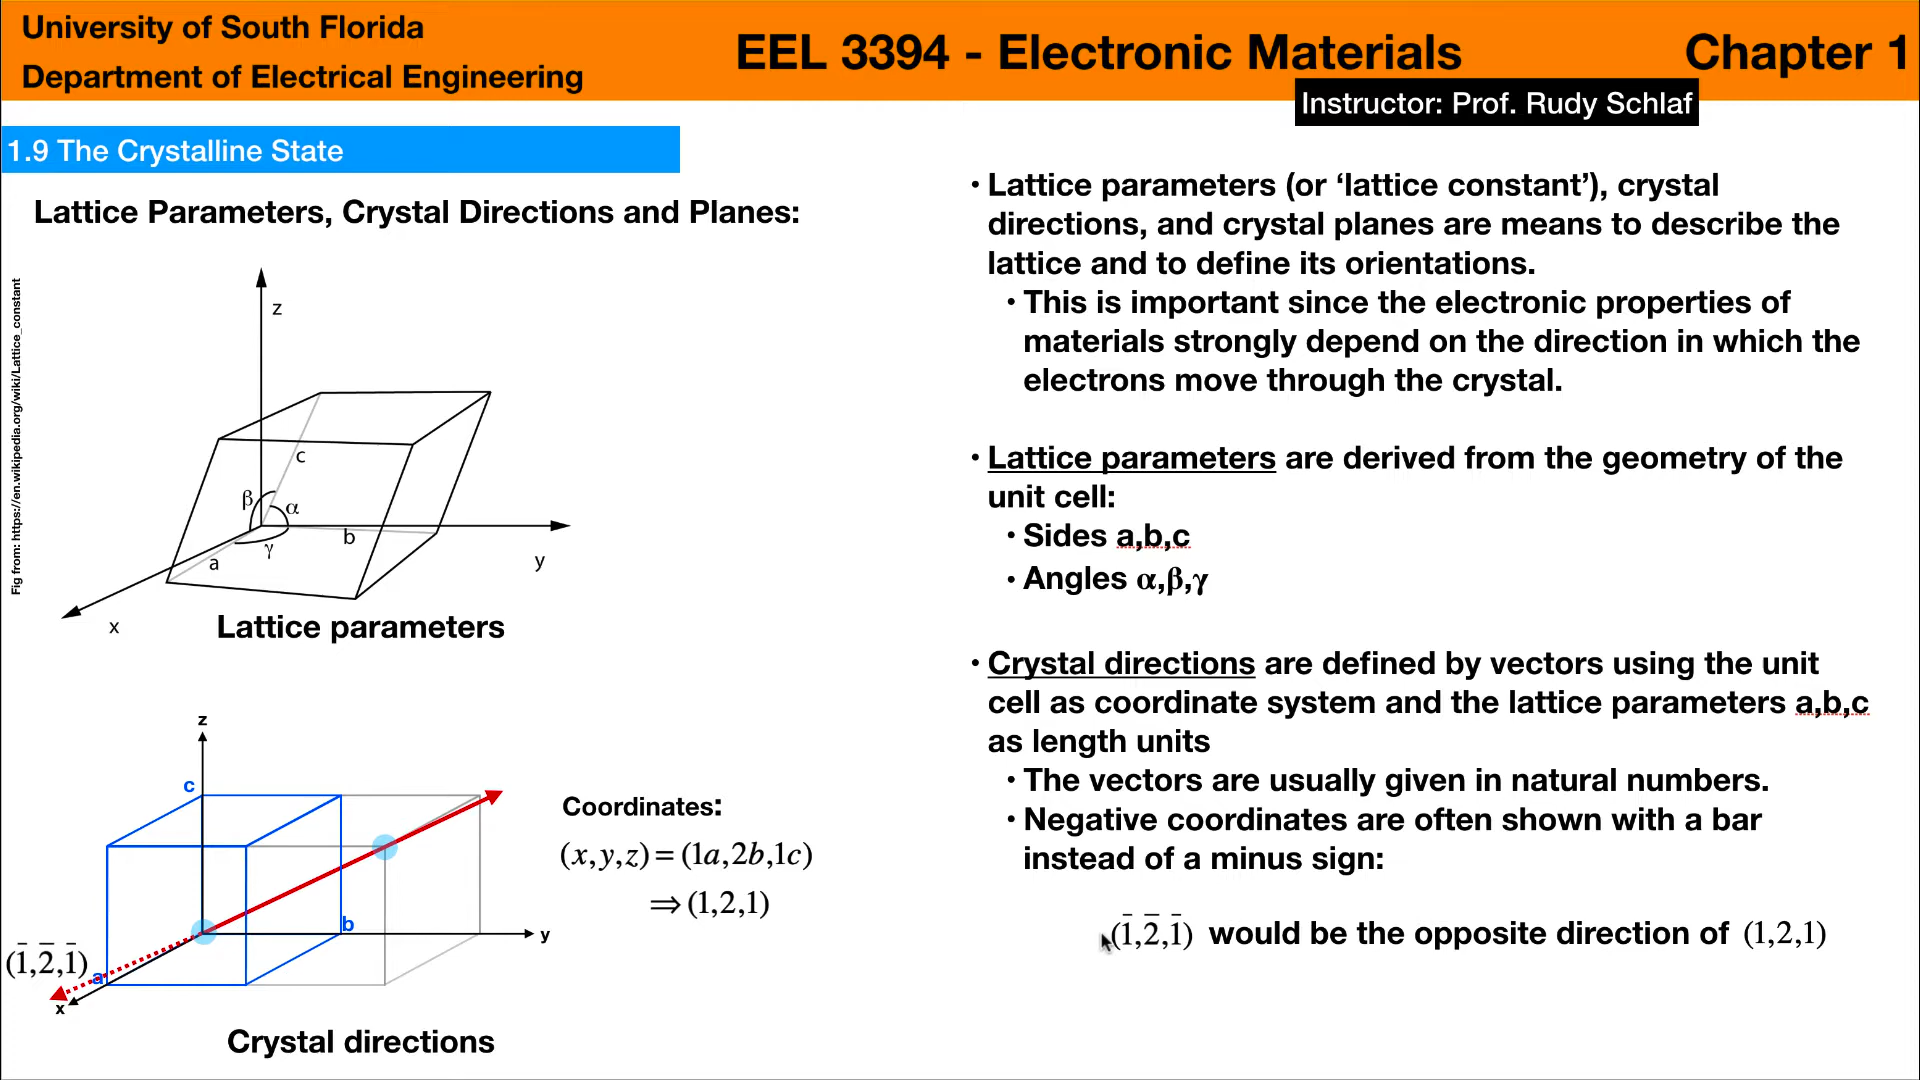 University of South Florida
Department of Electrical Engineering
EEL 3394 - Electronic Materials
Chapter 1
Instructor: Prof. Rudy Schlaf
1.9 The Crystalline State
Lattice Parameters, Crystal Directions and Planes:
Fig from: https://en.wikipedia.org/wiki/Lattice_constant
z
c
β
α
γ
b
a
y
x
Lattice parameters
z
c
b
y
(1̄,2̄,1̄)
a
x
Coordinates:
(x,y,z)=(1a,2b,1c)
⇒(1,2,1)
Crystal directions
• Lattice parameters (or ‘lattice constant’), crystal
directions, and crystal planes are means to describe the
lattice and to define its orientations.
• This is important since the electronic properties of
materials strongly depend on the direction in which the
electrons move through the crystal.
• Lattice parameters are derived from the geometry of the
unit cell:
• Sides a,b,c
• Angles α,β,γ
• Crystal directions are defined by vectors using the unit
cell as coordinate system and the lattice parameters a,b,c
as length units
• The vectors are usually given in natural numbers.
• Negative coordinates are often shown with a bar
instead of a minus sign:
(1̄,2̄,1̄) would be the opposite direction of (1,2,1)